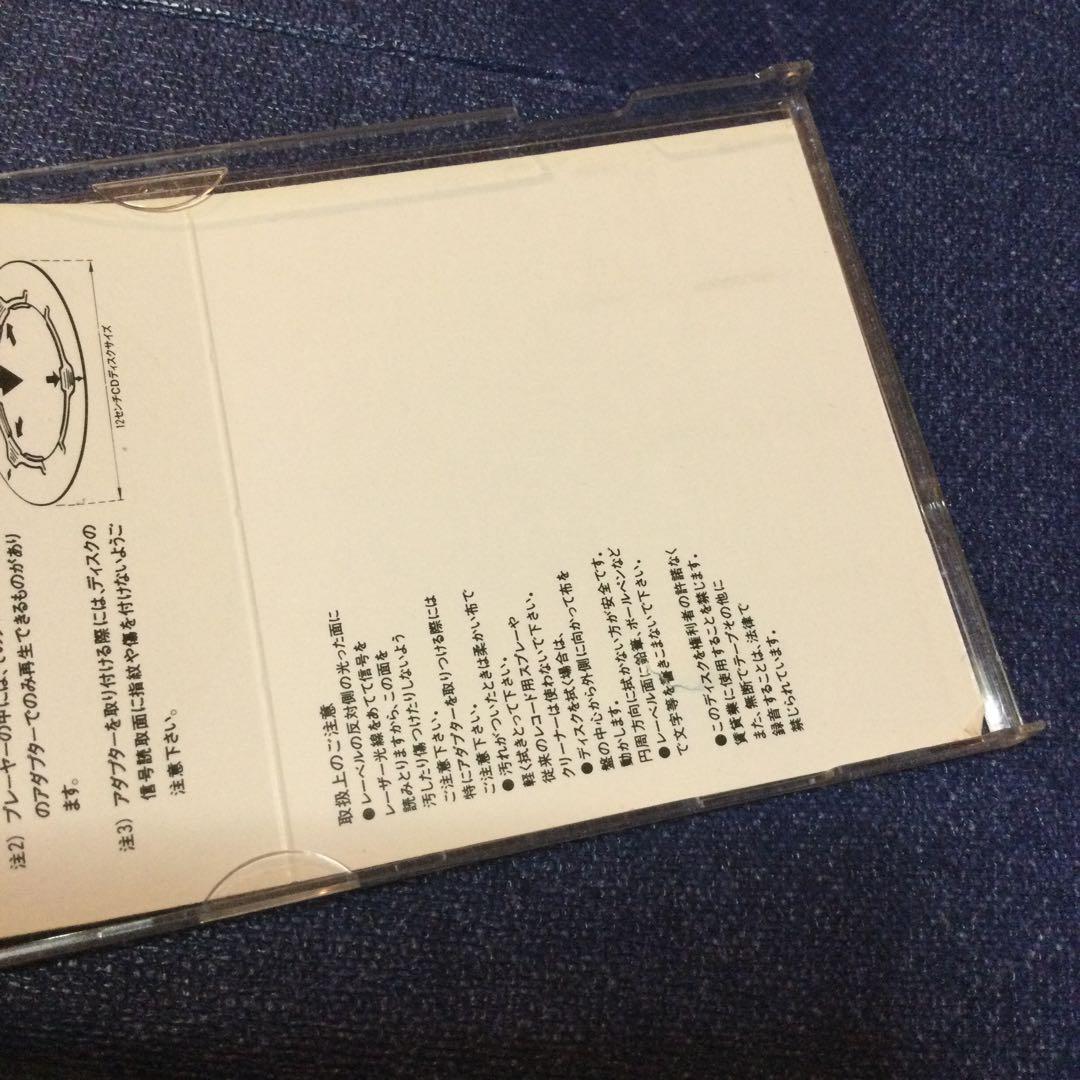 12センチCDディスクサイズ
注2) プレーヤーの中には、その
のアダプターでのみ再生できるものがあり
ます。
注3) アダプターを取り付ける際には、ディスクの
信号読取面に指紋や傷を付けないようご
注意下さい。
取扱上のご注意
●レーベルの反対側の光った面に
レーザー光線をあてて信号を
読みとりますから、この面を
汚したり傷つけたりしないよう
ご注意下さい。
特にアダプターを取りつける際には
ご注意下さい。
●汚れがついたときは柔かい布で
軽く拭きとって下さい。
従来のレコード用スプレーや
クリーナーは使わないで下さい。
●ディスクを拭く場合は、
盤の中心から外側に向かって布を
動かします。
円周方向に拭かない方が安全です。
●レーベル面に鉛筆、ボールペンなど
で文字等を書きこまないで下さい。
●このディスクを権利者の許諾なく
賃貸業に使用することを禁じます。
また、無断でテープその他に
録音することは、法律で
禁じられています。